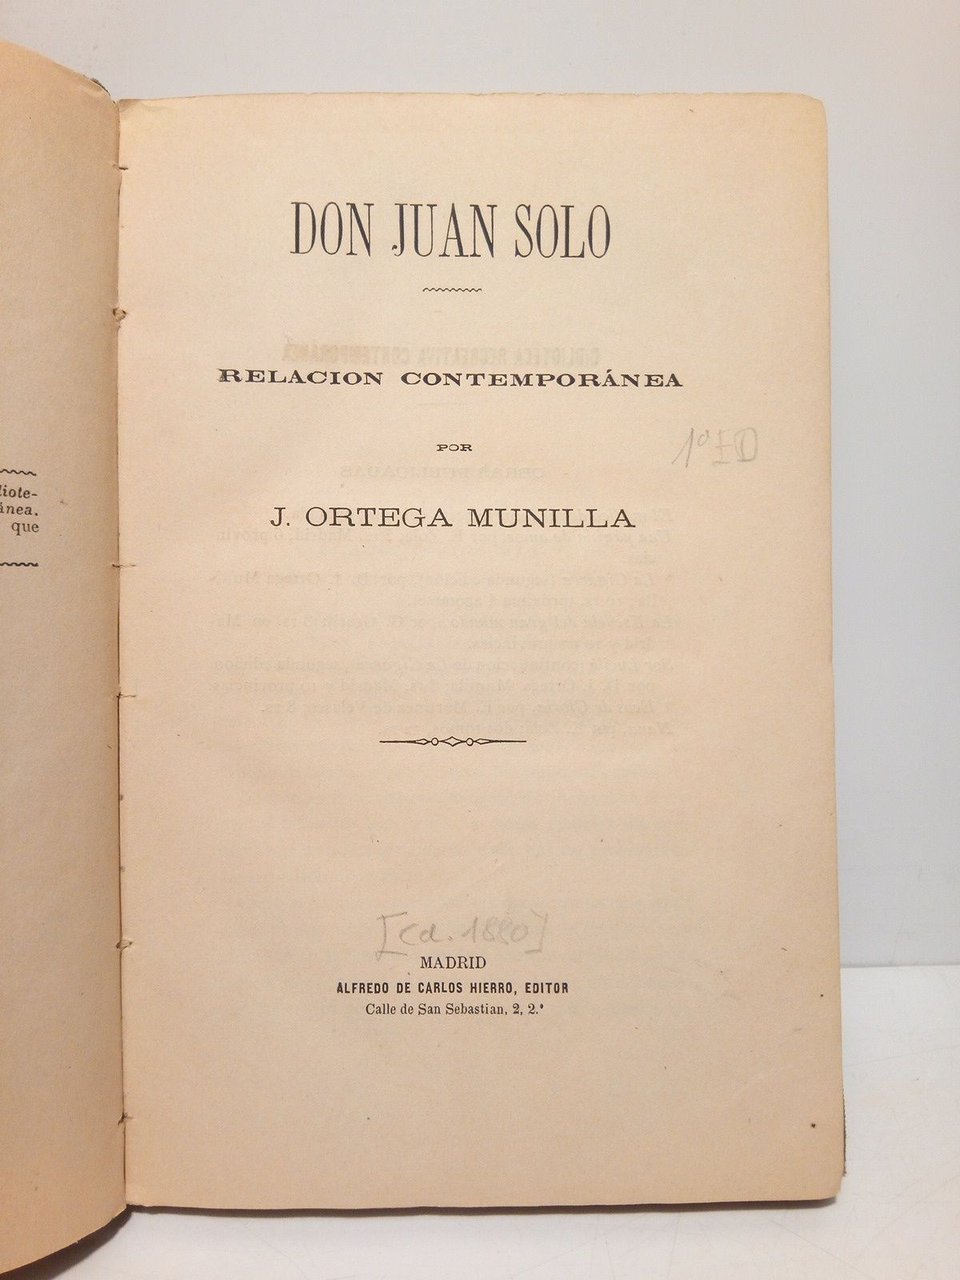 liote-
ánea.
que
DON JUAN SOLO
RELACION CONTEMPORÁNEA
POR
1º ED
J. ORTEGA MUNILLA
[ca. 1880]
MADRID
ALFREDO DE CARLOS HIERRO, EDITOR
Calle de San Sebastian, 2, 2.º